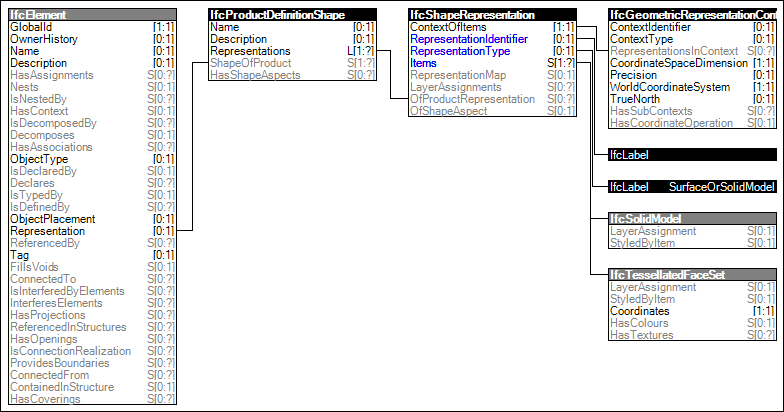 IfcElement
GlobalId [1:1]
OwnerHistory [0:1]
Name [0:1]
Description [0:1]
HasAssignments S[0:?]
Nests S[0:1]
IsNestedBy S[0:?]
HasContext S[0:1]
IsDecomposedBy S[0:?]
Decomposes S[0:1]
HasAssociations S[0:?]
ObjectType [0:1]
IsDeclaredBy S[0:1]
Declares S[0:?]
IsTypedBy S[0:1]
IsDefinedBy S[0:?]
ObjectPlacement [0:1]
Representation [0:1]
ReferencedBy S[0:?]
Tag [0:1]
FillsVoids S[0:1]
ConnectedTo S[0:?]
IsInterferedByElements S[0:?]
InterferesElements S[0:?]
HasProjections S[0:?]
ReferencedInStructures S[0:?]
HasOpenings S[0:?]
IsConnectionRealization S[0:?]
ProvidesBoundaries S[0:?]
ConnectedFrom S[0:?]
ContainedInStructure S[0:1]
HasCoverings S[0:?]
IfcProductDefinitionShape
Name [0:1]
Description [0:1]
Representations L[1:?]
ShapeOfProduct S[1:?]
HasShapeAspects S[0:?]
IfcShapeRepresentation
ContextOfItems [1:1]
RepresentationIdentifier [0:1]
RepresentationType [0:1]
Items S[1:?]
RepresentationMap S[0:1]
LayerAssignments S[0:?]
OfProductRepresentation S[0:?]
OfShapeAspect S[0:1]
IfcGeometricRepresentationCon
ContextIdentifier [0:1]
ContextType [0:1]
RepresentationsInContext S[0:?]
CoordinateSpaceDimension [1:1]
Precision [0:1]
WorldCoordinateSystem [1:1]
TrueNorth [0:1]
HasSubContexts S[0:?]
HasCoordinateOperation S[0:1]
IfcLabel
IfcLabel SurfaceOrSolidModel
IfcSolidModel
LayerAssignment S[0:1]
StyledByItem S[0:1]
IfcTessellatedFaceSet
LayerAssignment S[0:1]
StyledByItem S[0:1]
Coordinates [1:1]
HasColours S[0:1]
HasTextures S[0:?]